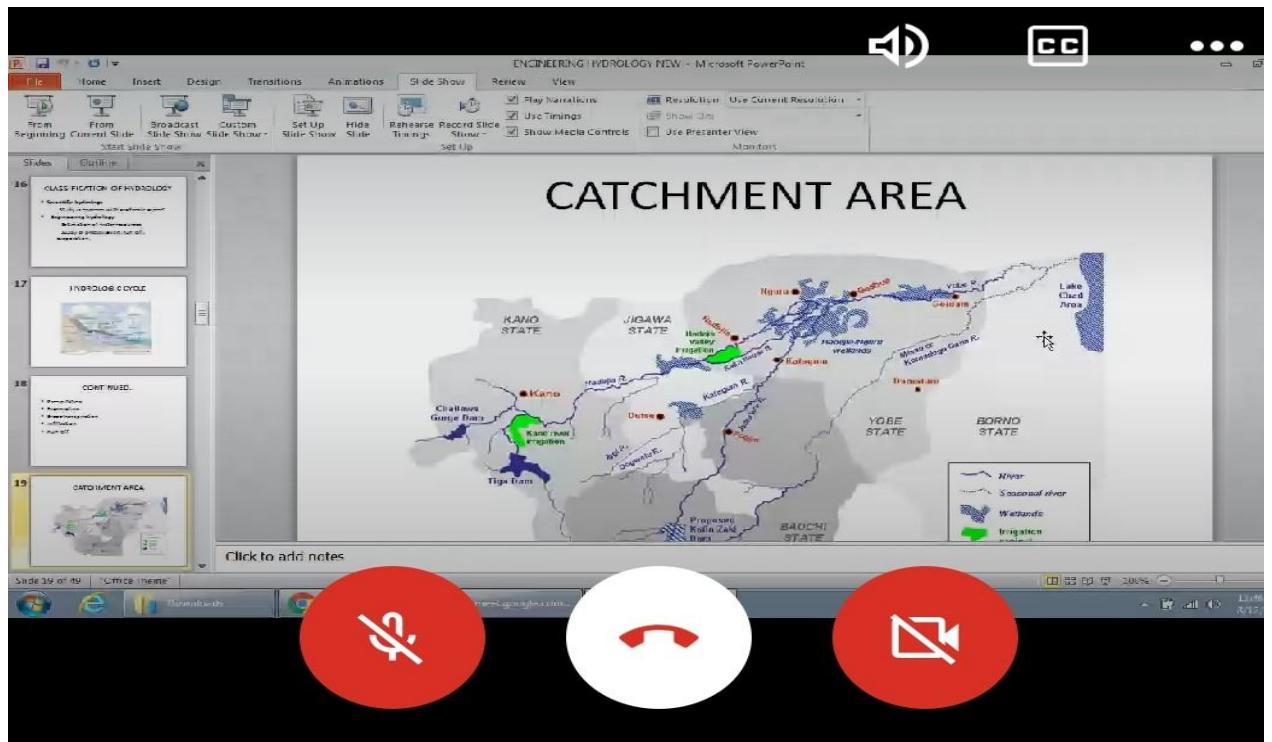 CC
ENGINEERING HYDROLOGY NEW - Microsoft PowerPoint
File Home Insert Design Transitions Animations Slide Show Review View
From Beginning
From Current Slide
Broadcast Slide Show
Custom Slide Show
Set Up Slide Show
Hide Slide
Rehearse Timings
Record Slide Show
Play Narrations
Use Timings
Show Media Controls
Resolution Use Current Resolution
Show On
Use Presenter View
Start Slide Show
Set Up
Monitors
Slides Outline
16
CLASSIFICATION OF HYDROLOGY
17
HYDROLOGIC CYCLE
18
CONTINUED.
19
CATCHMENT AREA
CATCHMENT AREA
KANO STATE
JIGAWA STATE
Nguru
Gashua
Yobe R.
Geidam
Lake Chad Area
Hadejia
Hadejia Valley Irrigation
Hadejia-Nguru wetlands
Katagum
Kano
Hadejia R.
Challawa Gorge Dam
Kano river irrigation
Tiga Dam
Dutse
Katagum R.
Damaturu
YOBE STATE
BORNO STATE
Proposed Kafin Zaki Dam
BAUCHI STATE
River
Seasonal river
Wetlands
Irrigation
Click to add notes
Slide 19 of 49 "Office Theme"
Downloads